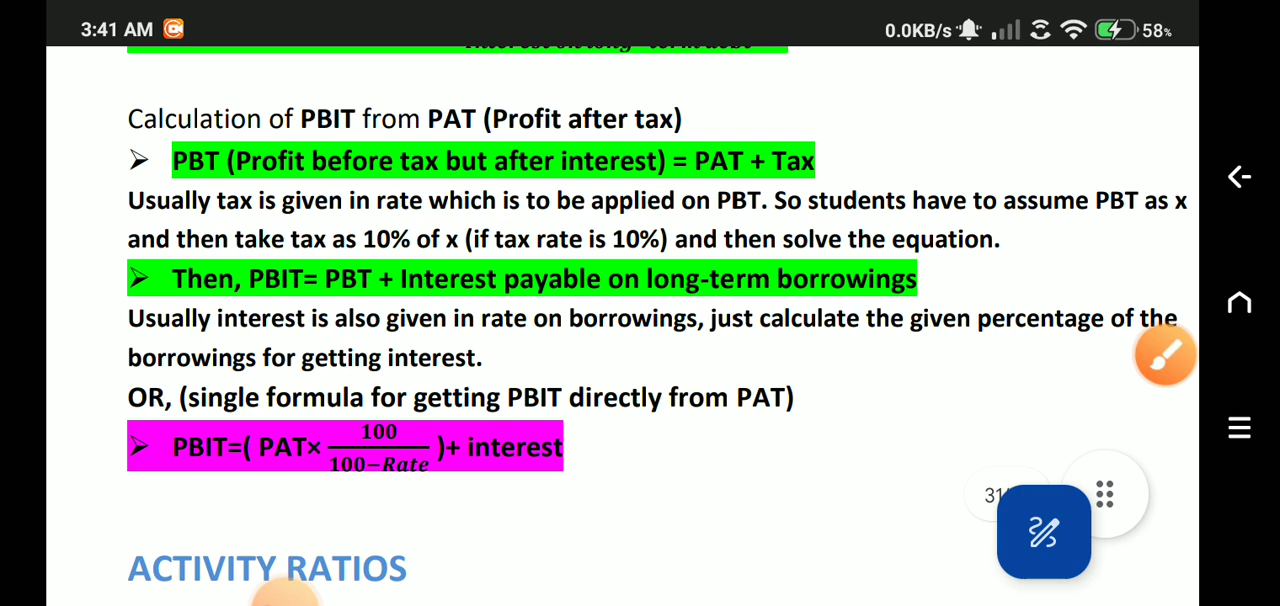 3:41 AM
0.0KB/s
58%
Calculation of PBIT from PAT (Profit after tax)
➤ PBT (Profit before tax but after interest) = PAT + Tax
Usually tax is given in rate which is to be applied on PBT. So students have to assume PBT as x
and then take tax as 10% of x (if tax rate is 10%) and then solve the equation.
➤ Then, PBIT= PBT + Interest payable on long-term borrowings
Usually interest is also given in rate on borrowings, just calculate the given percentage of the
borrowings for getting interest.
OR, (single formula for getting PBIT directly from PAT)
➤ PBIT=( PAT× 100/100−Rate )+ interest
31
ACTIVITY RATIOS